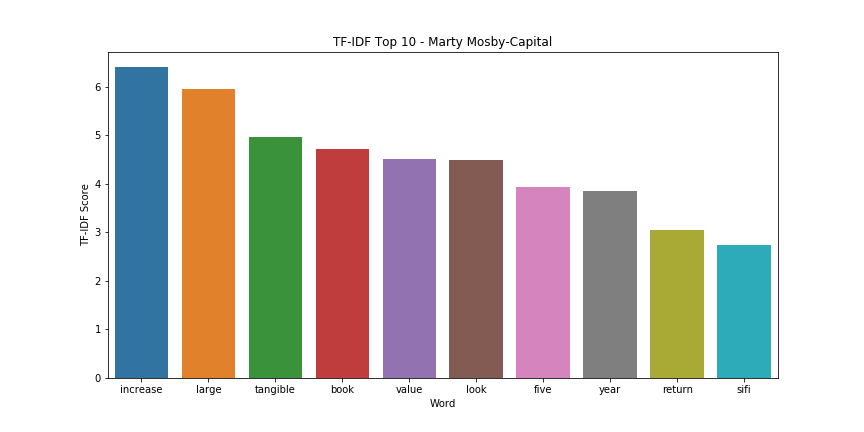 TF-IDF Top 10 - Marty Mosby-Capital
TF-IDF Score
6
5
4
3
2
1
0
increase large tangible book value look five year return sifi
Word